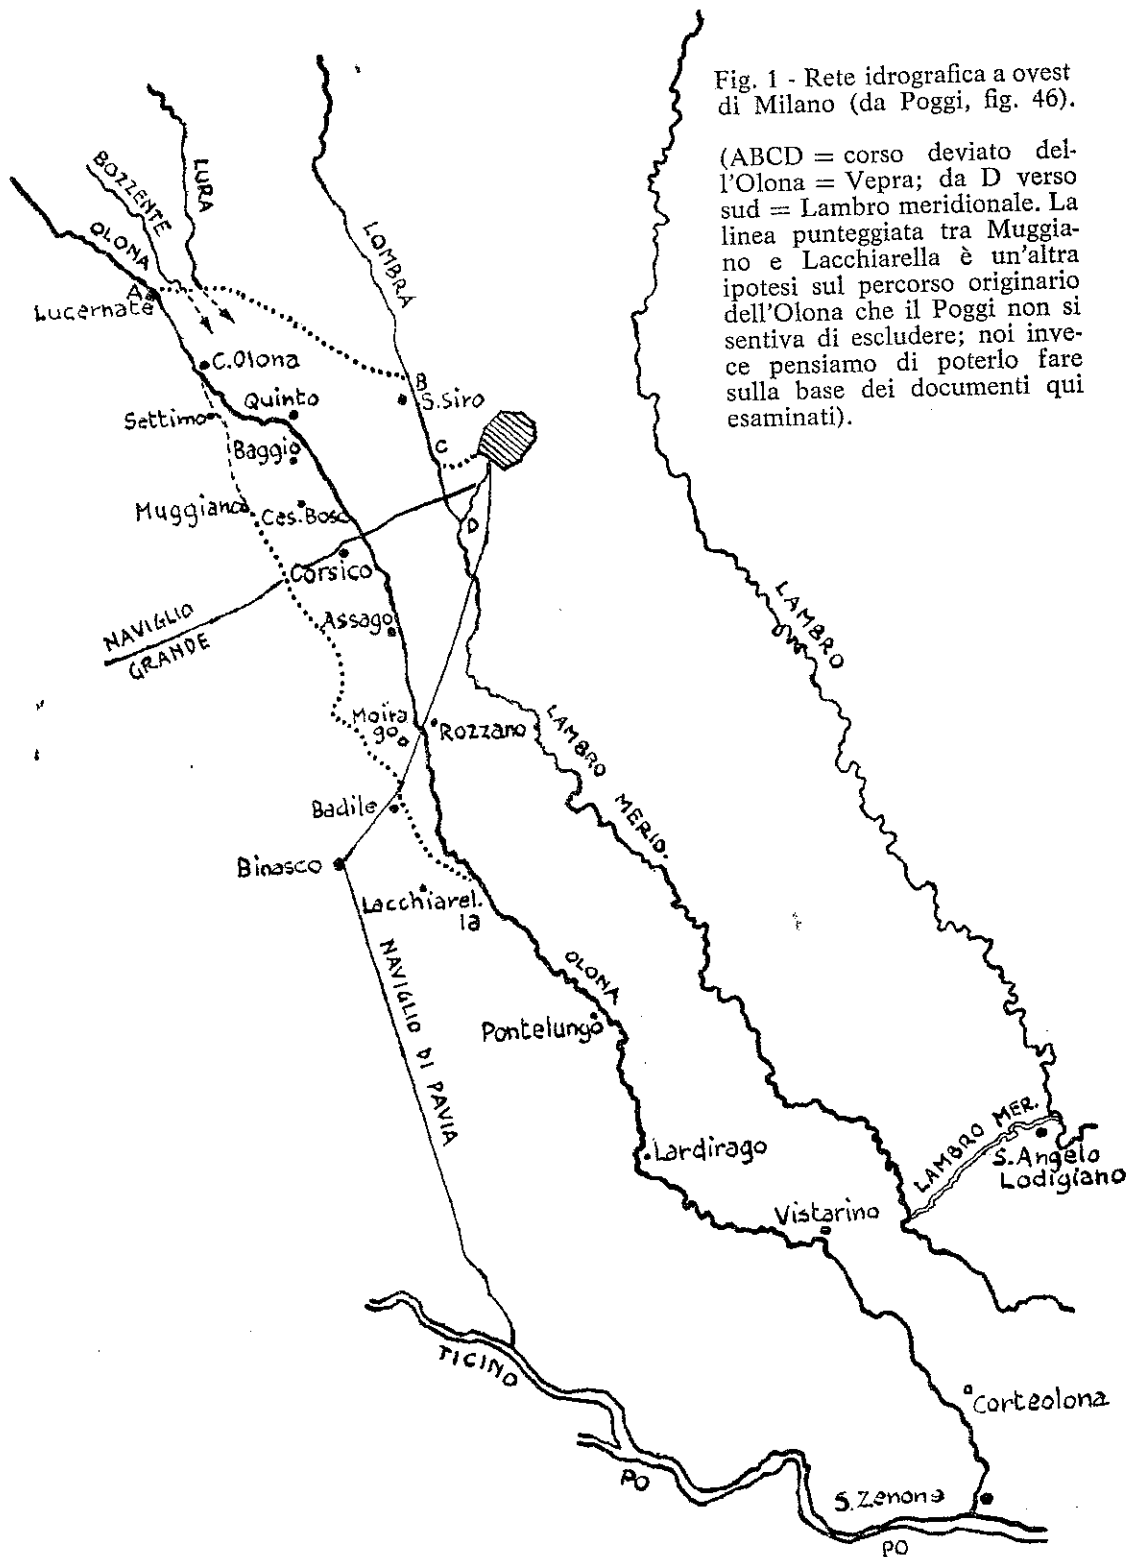 Fig. 1 - Rete idrografica a ovest
di Milano (da Poggi, fig. 46).
(ABCD = corso deviato del-
l'Olona = Vepra; da D verso
sud = Lambro meridionale. La
linea punteggiata tra Muggia-
no e Lacchiarella è un'altra
ipotesi sul percorso originario
dell'Olona che il Poggi non si
sentiva di escludere; noi inve-
ce pensiamo di poterlo fare
sulla base dei documenti qui
esaminati).
BOZZENTE
LURA
OLONA
LOMBRA
A
Lucernate
C.Olona
B
S.Siro
Quinto
Settimo
C
Baggio
Muggiano
Ces.Bosc
D
Corsico
NAVIGLIO
GRANDE
Assago
LAMBRO
Moira
go
Rozzano
LAMBRO MERID.
Badile
Binasco
Lacchiarel.
la
NAVIGLIO DI PAVIA
OLONA
Pontelungo
LAMBRO MER.
S.Angelo
Lodigiano
Lardirago
Vistarino
TICINO
Corteolona
PO
S.Zenone
PO